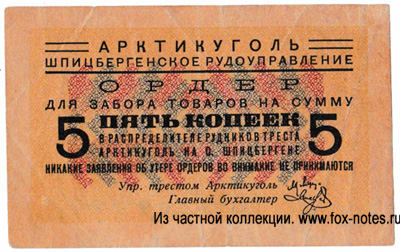 АРКТИКУГОЛЬ
ШПИЦБЕРГЕНСКОЕ РУДОУПРАВЛЕНИЕ
ОРДЕР
ДЛЯ ЗАБОРА ТОВАРОВ НА СУММУ
5 ПЯТЬ КОПЕЕК 5
В РАСПРЕДЕЛИТЕЛЕ РУДНИКОВ ТРЕСТА
АРКТИКУГОЛЬ НА О. ШПИЦБЕРГЕНЕ
НИКАКИЕ ЗАЯВЛЕНИЯ ОБ УТЕРЕ ОРДЕРОВ ВО ВНИМАНИЕ НЕ ПРИНИМАЮТСЯ
Упр. трестом Арктикуголь
Главный бухгалтер
Из частной коллекции. www.fox-notes.ru